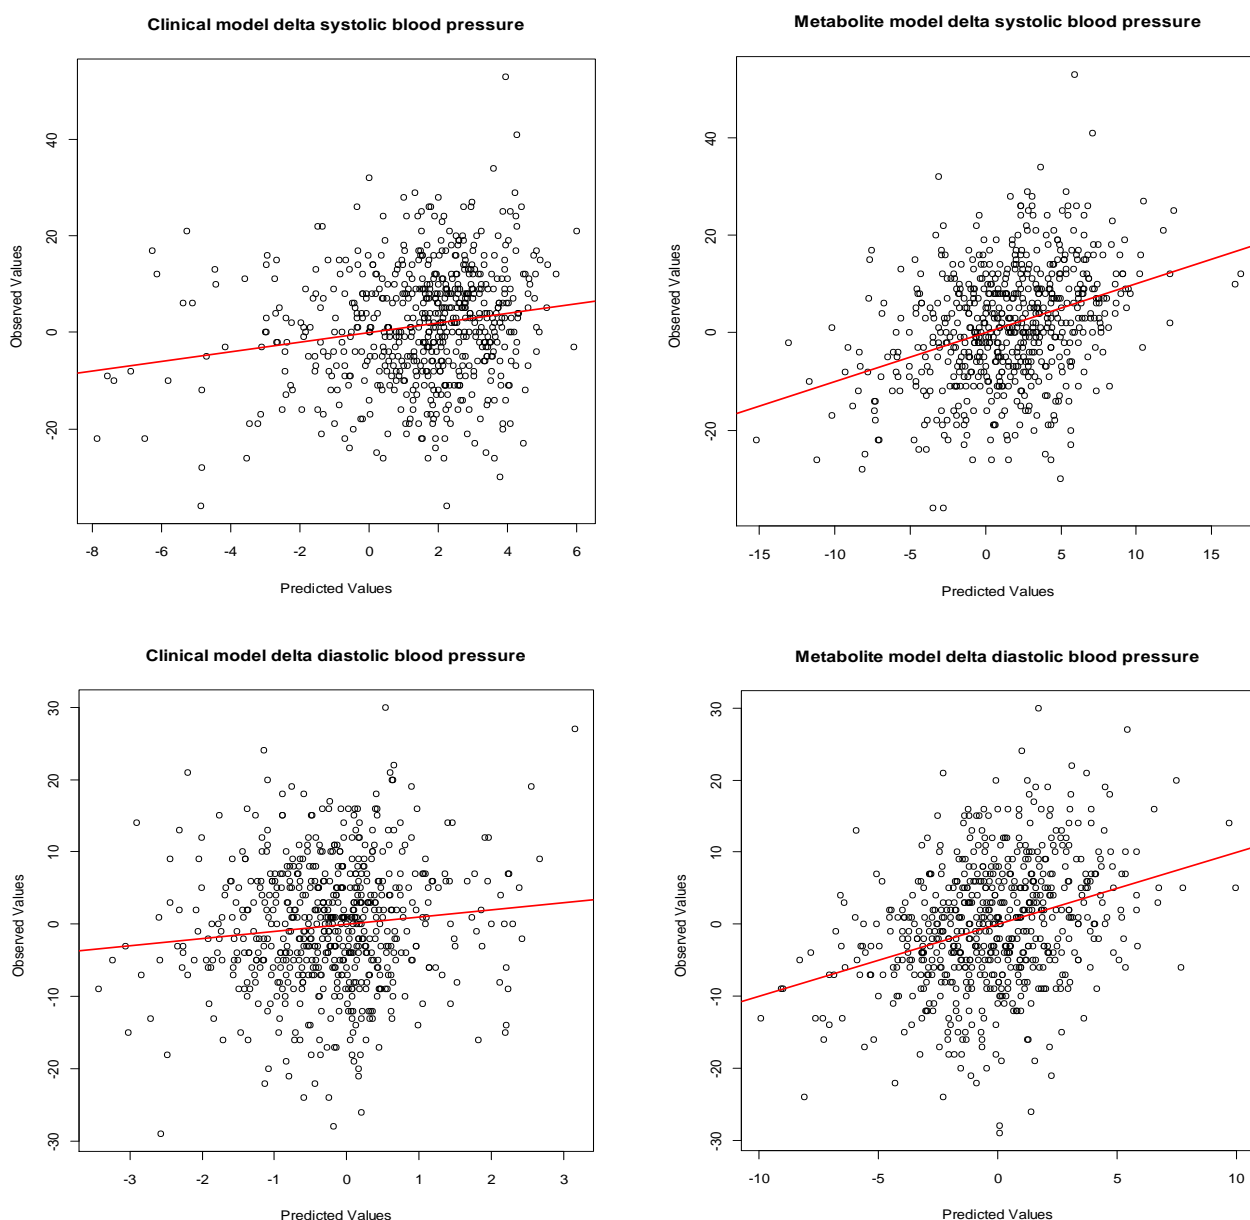 Clinical model delta systolic blood pressure
Observed Values
40
20
0
-20
-8 -6 -4 -2 0 2 4 6
Predicted Values
Metabolite model delta systolic blood pressure
Observed Values
40
20
0
-20
-15 -10 -5 0 5 10 15
Predicted Values
Clinical model delta diastolic blood pressure
Observed Values
30
20
10
0
-10
-20
-30
-3 -2 -1 0 1 2 3
Predicted Values
Metabolite model delta diastolic blood pressure
Observed Values
30
20
10
0
-10
-20
-30
-10 -5 0 5 10
Predicted Values